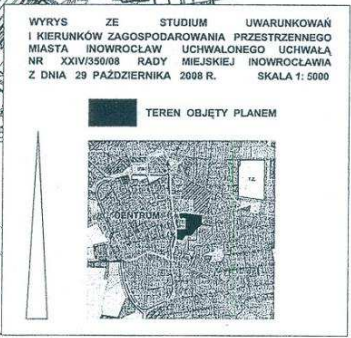 WYRYS ZE STUDIUM UWARUNKOWAŃ
I KIERUNKÓW ZAGOSPODAROWANIA PRZESTRZENNEGO
MIASTA INOWROCŁAW UCHWALONEGO UCHWAŁĄ
NR XXIV/350/08 RADY MIEJSKIEJ INOWROCŁAWIA
Z DNIA 29 PAŹDZIERNIKA 2008 R. SKALA 1: 5000
TEREN OBJĘTY PLANEM
CENTRUM